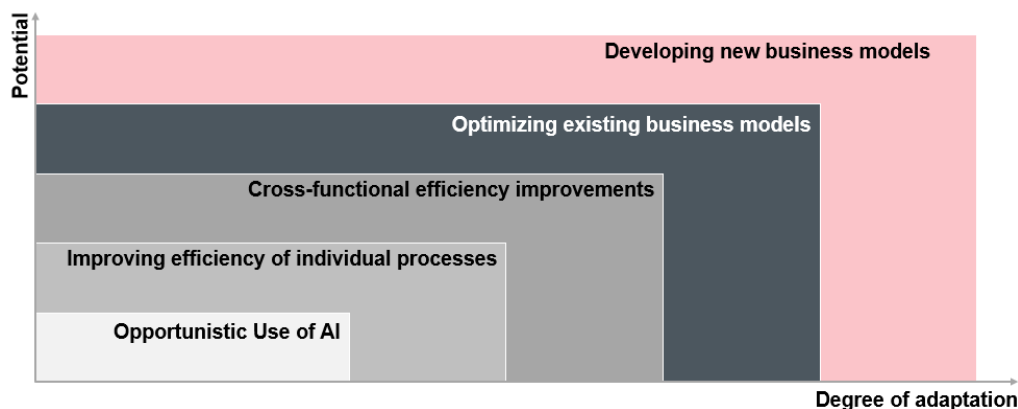 Potential
Developing new business models
Optimizing existing business models
Cross-functional efficiency improvements
Improving efficiency of individual processes
Opportunistic Use of AI
Degree of adaptation